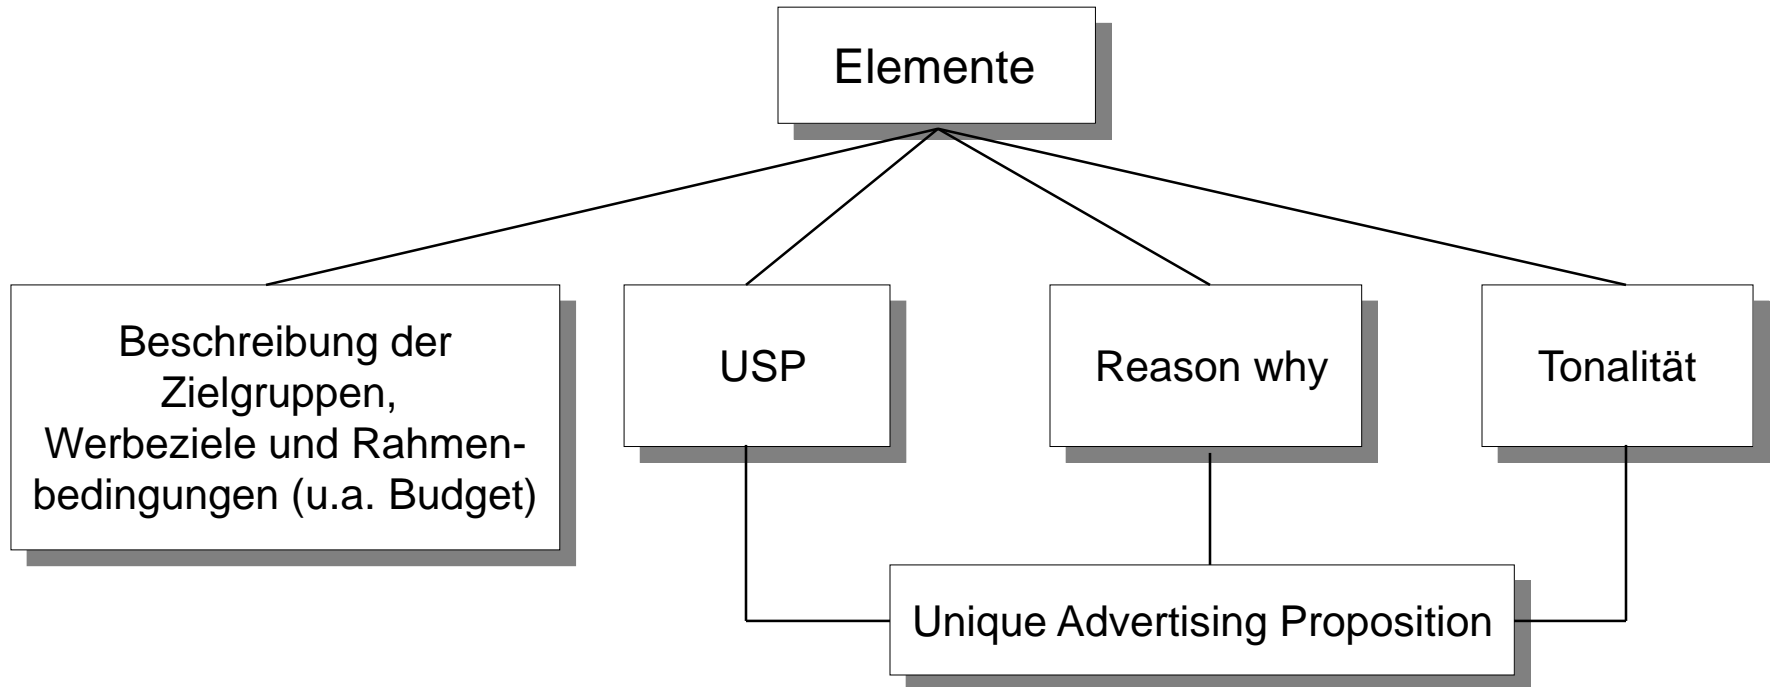 Elemente
Beschreibung der
Zielgruppen,
Werbeziele und Rahmen-
bedingungen (u.a. Budget)
USP
Reason why
Tonalität
Unique Advertising Proposition